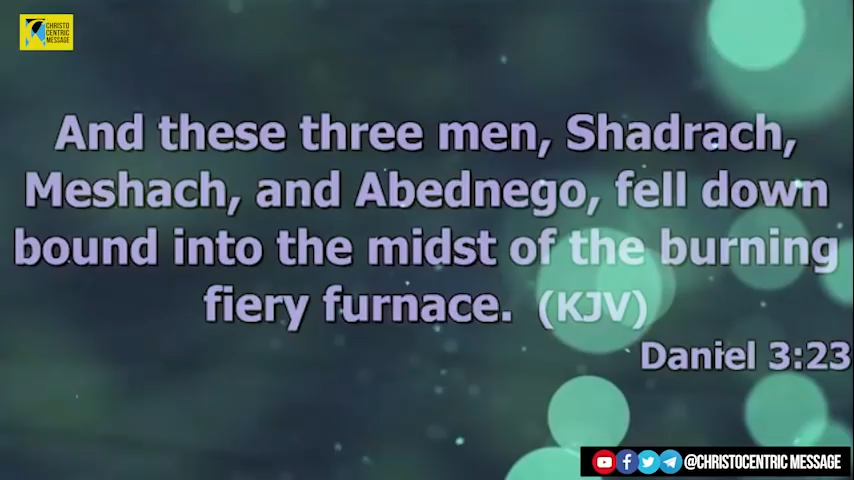 CHRISTO
CENTRIC
MESSAGE
And these three men, Shadrach,
Meshach, and Abednego, fell down
bound into the midst of the burning
fiery furnace. (KJV)
Daniel 3:23
@CHRISTOCENTRIC MESSAGE